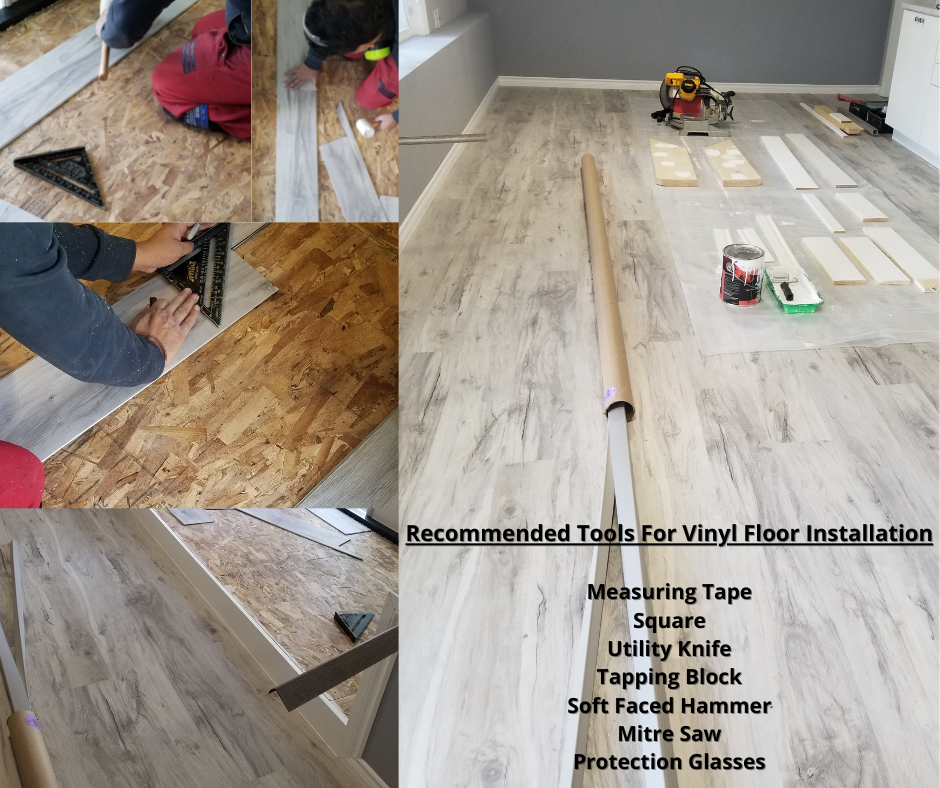 Recommended Tools For Vinyl Floor Installation
Measuring Tape
Square
Utility Knife
Tapping Block
Soft Faced Hammer
Mitre Saw
Protection Glasses